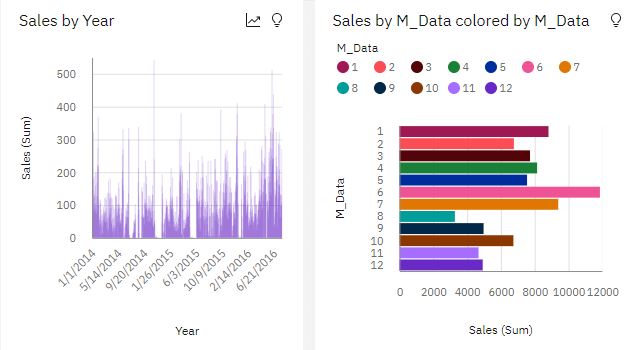 Sales by Year
500
400
300
200
100
0
Sales (Sum)
1/1/2014
5/14/2014
9/20/2014
1/26/2015
6/3/2015
10/9/2015
2/14/2016
6/21/2016
Year
Sales by M_Data colored by M_Data
M_Data
1 2 3 4 5 6 7
8 9 10 11 12
M_Data
1
2
3
4
5
6
7
8
9
10
11
12
0 2000 4000 6000 8000 10000 12000
Sales (Sum)